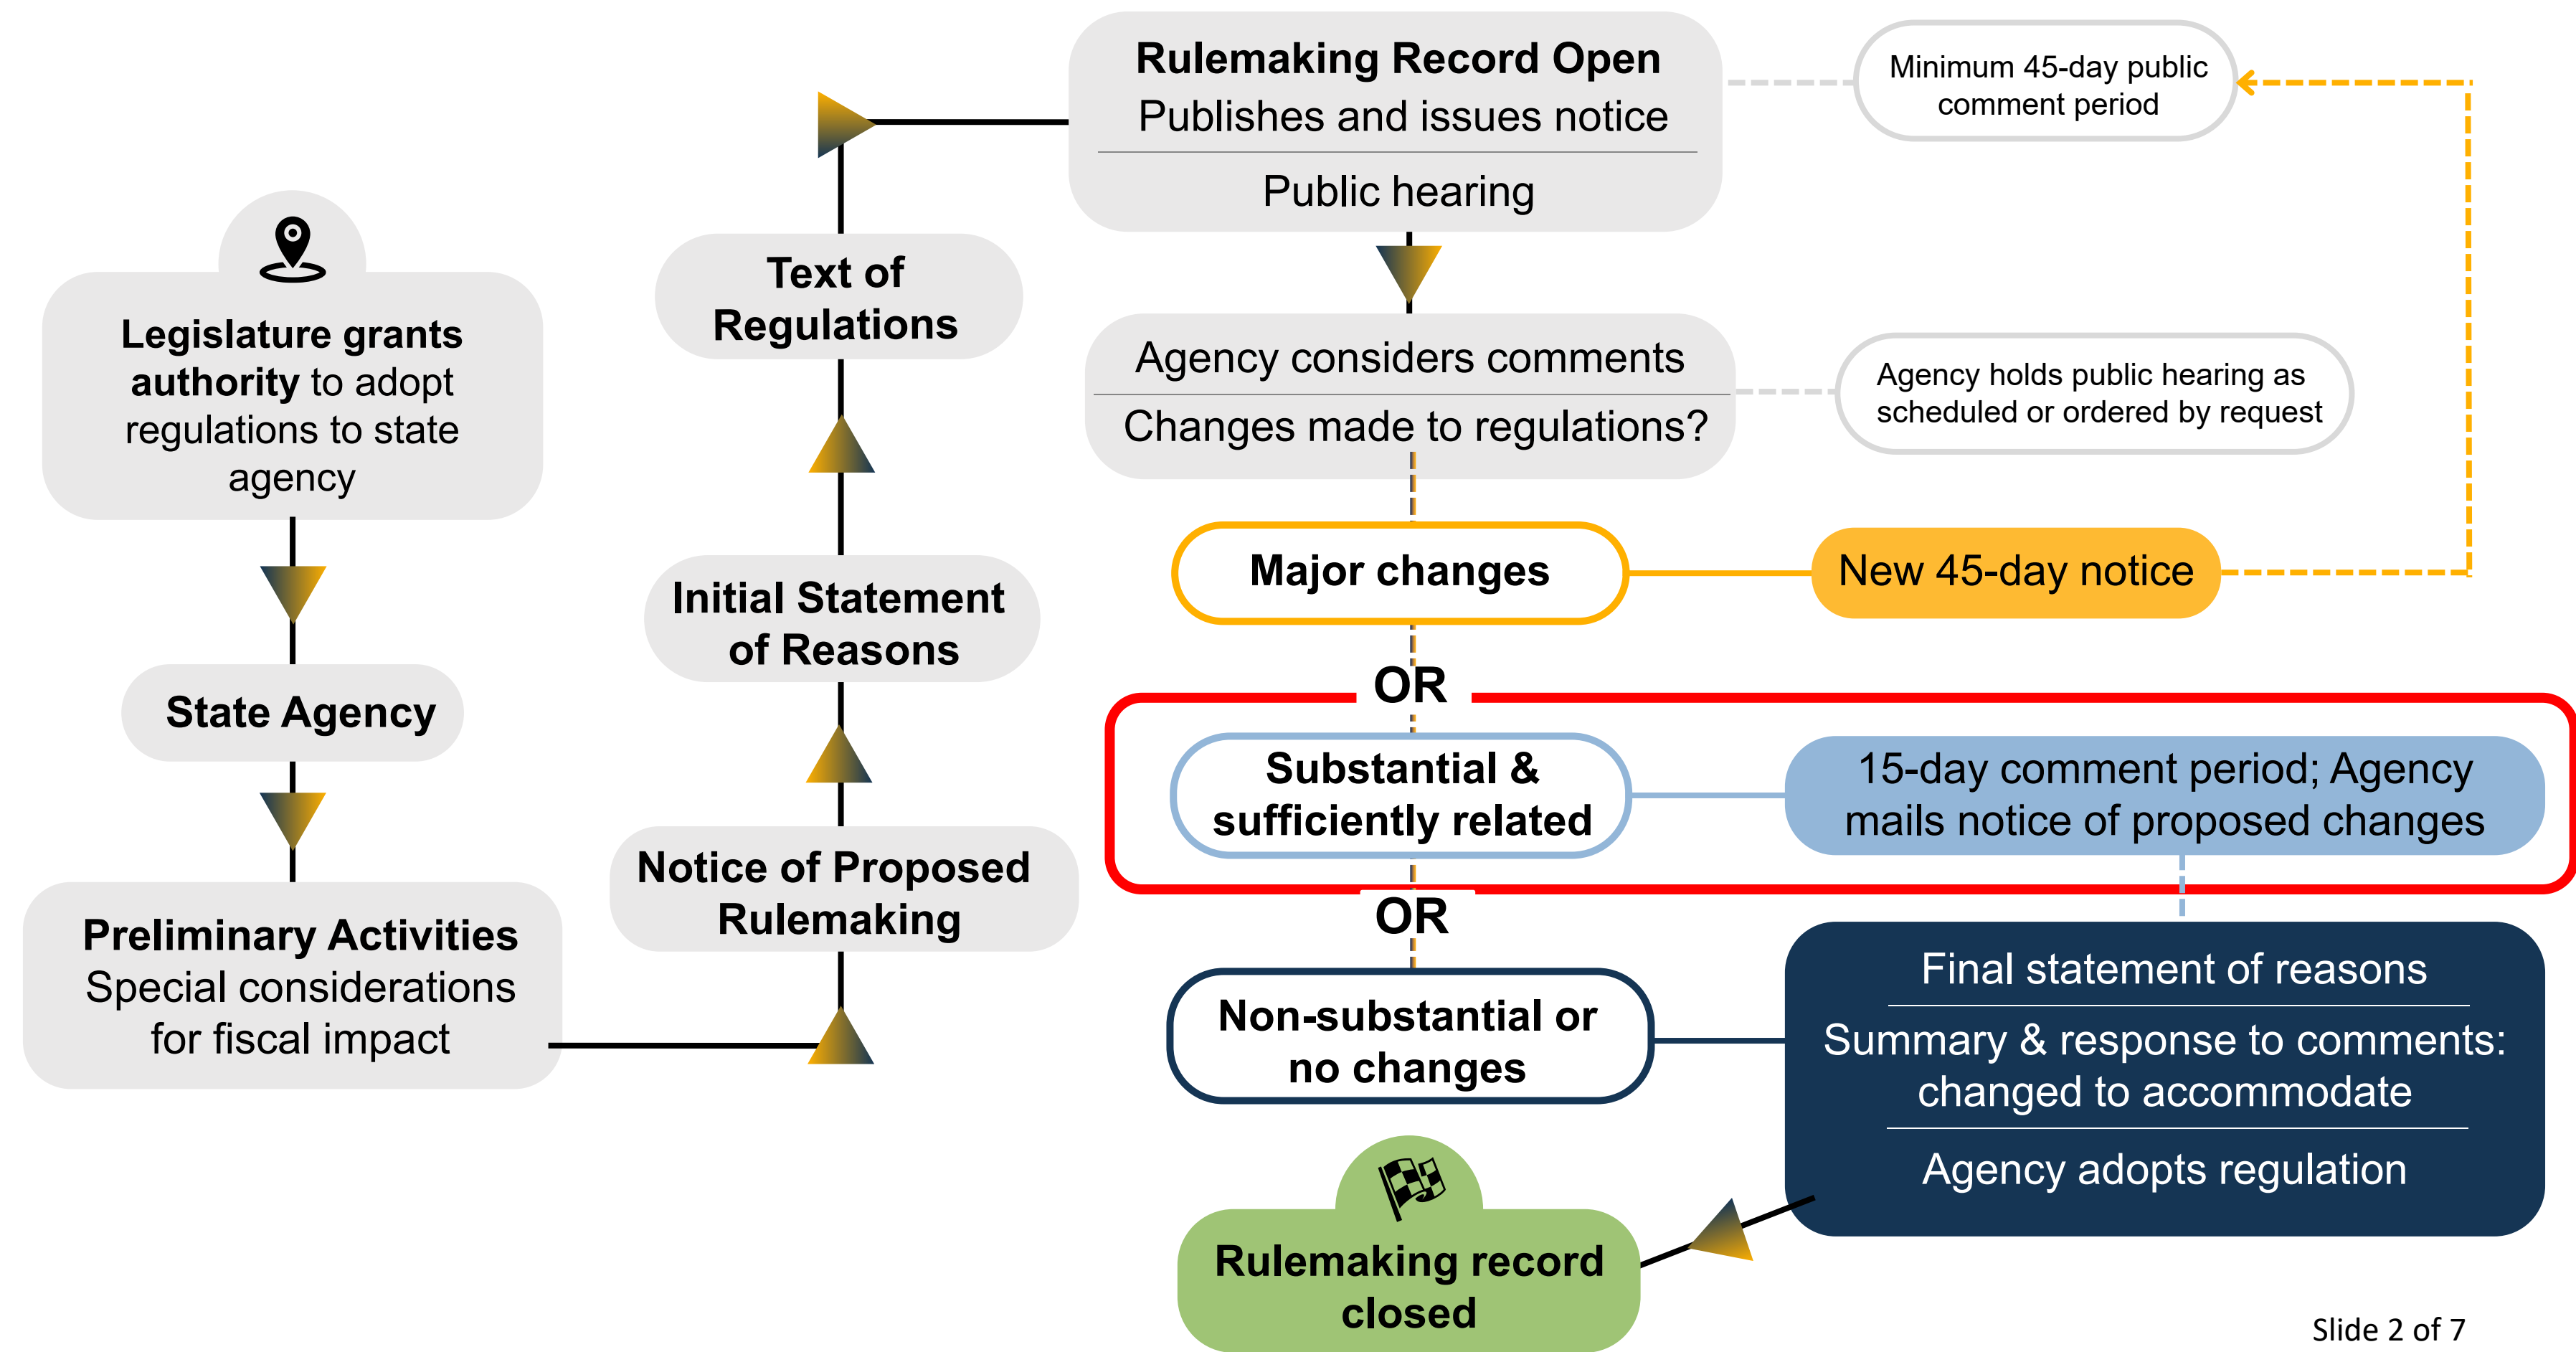 Legislature grants
authority to adopt
regulations to state
agency
State Agency
Preliminary Activities
Special considerations
for fiscal impact
Notice of Proposed
Rulemaking
Initial Statement
of Reasons
Text of
Regulations
Rulemaking Record Open
Publishes and issues notice
Public hearing
Minimum 45-day public
comment period
Agency considers comments
Changes made to regulations?
Agency holds public hearing as
scheduled or ordered by request
Major changes
New 45-day notice
OR
Substantial &
sufficiently related
15-day comment period; Agency
mails notice of proposed changes
OR
Non-substantial or
no changes
Final statement of reasons
Summary & response to comments:
changed to accommodate
Agency adopts regulation
Rulemaking record
closed
Slide 2 of 7